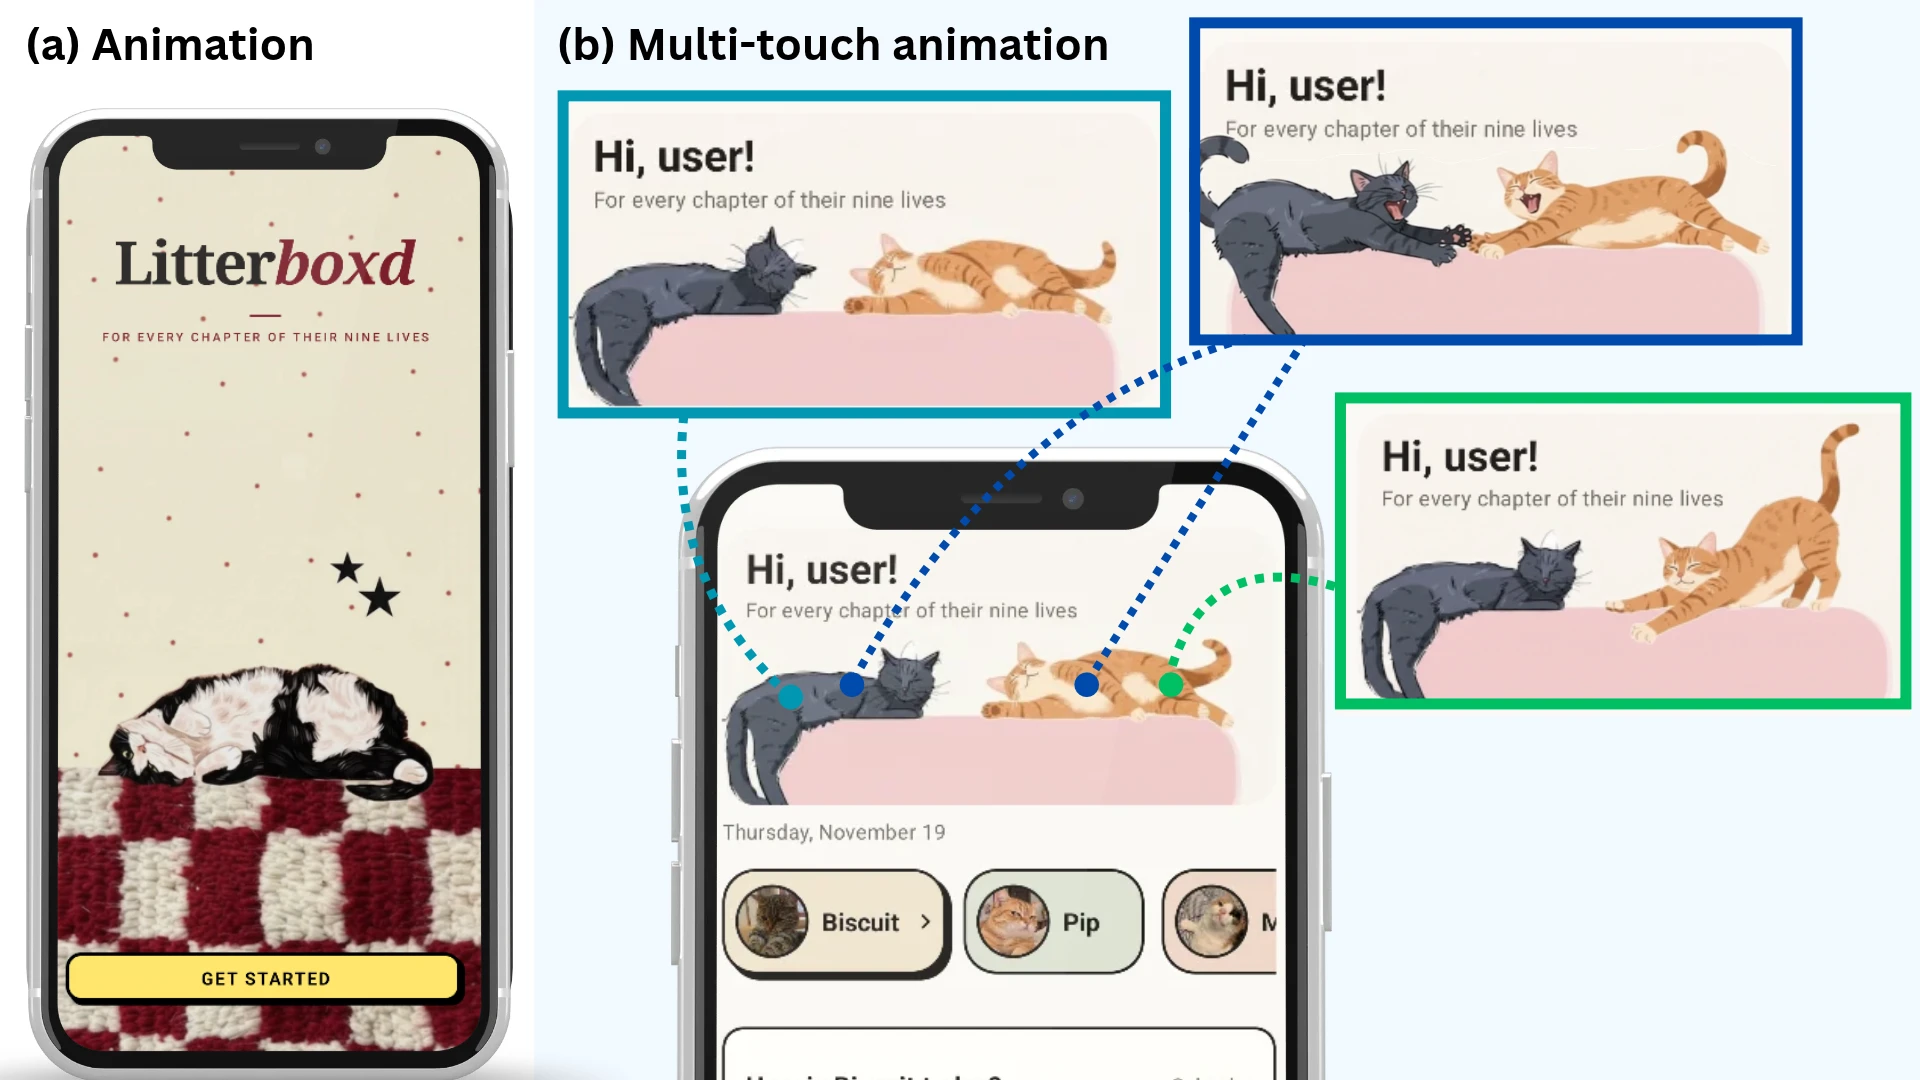 (a) Animation
Litterboxd
FOR EVERY CHAPTER OF THEIR NINE LIVES
GET STARTED
(b) Multi-touch animation
Hi, user!
For every chapter of their nine lives
Hi, user!
For every chapter of their nine lives
Hi, user!
For every chapter of their nine lives
Hi, user!
For every chapter of their nine lives
Thursday, November 19
Biscuit
Pip
M